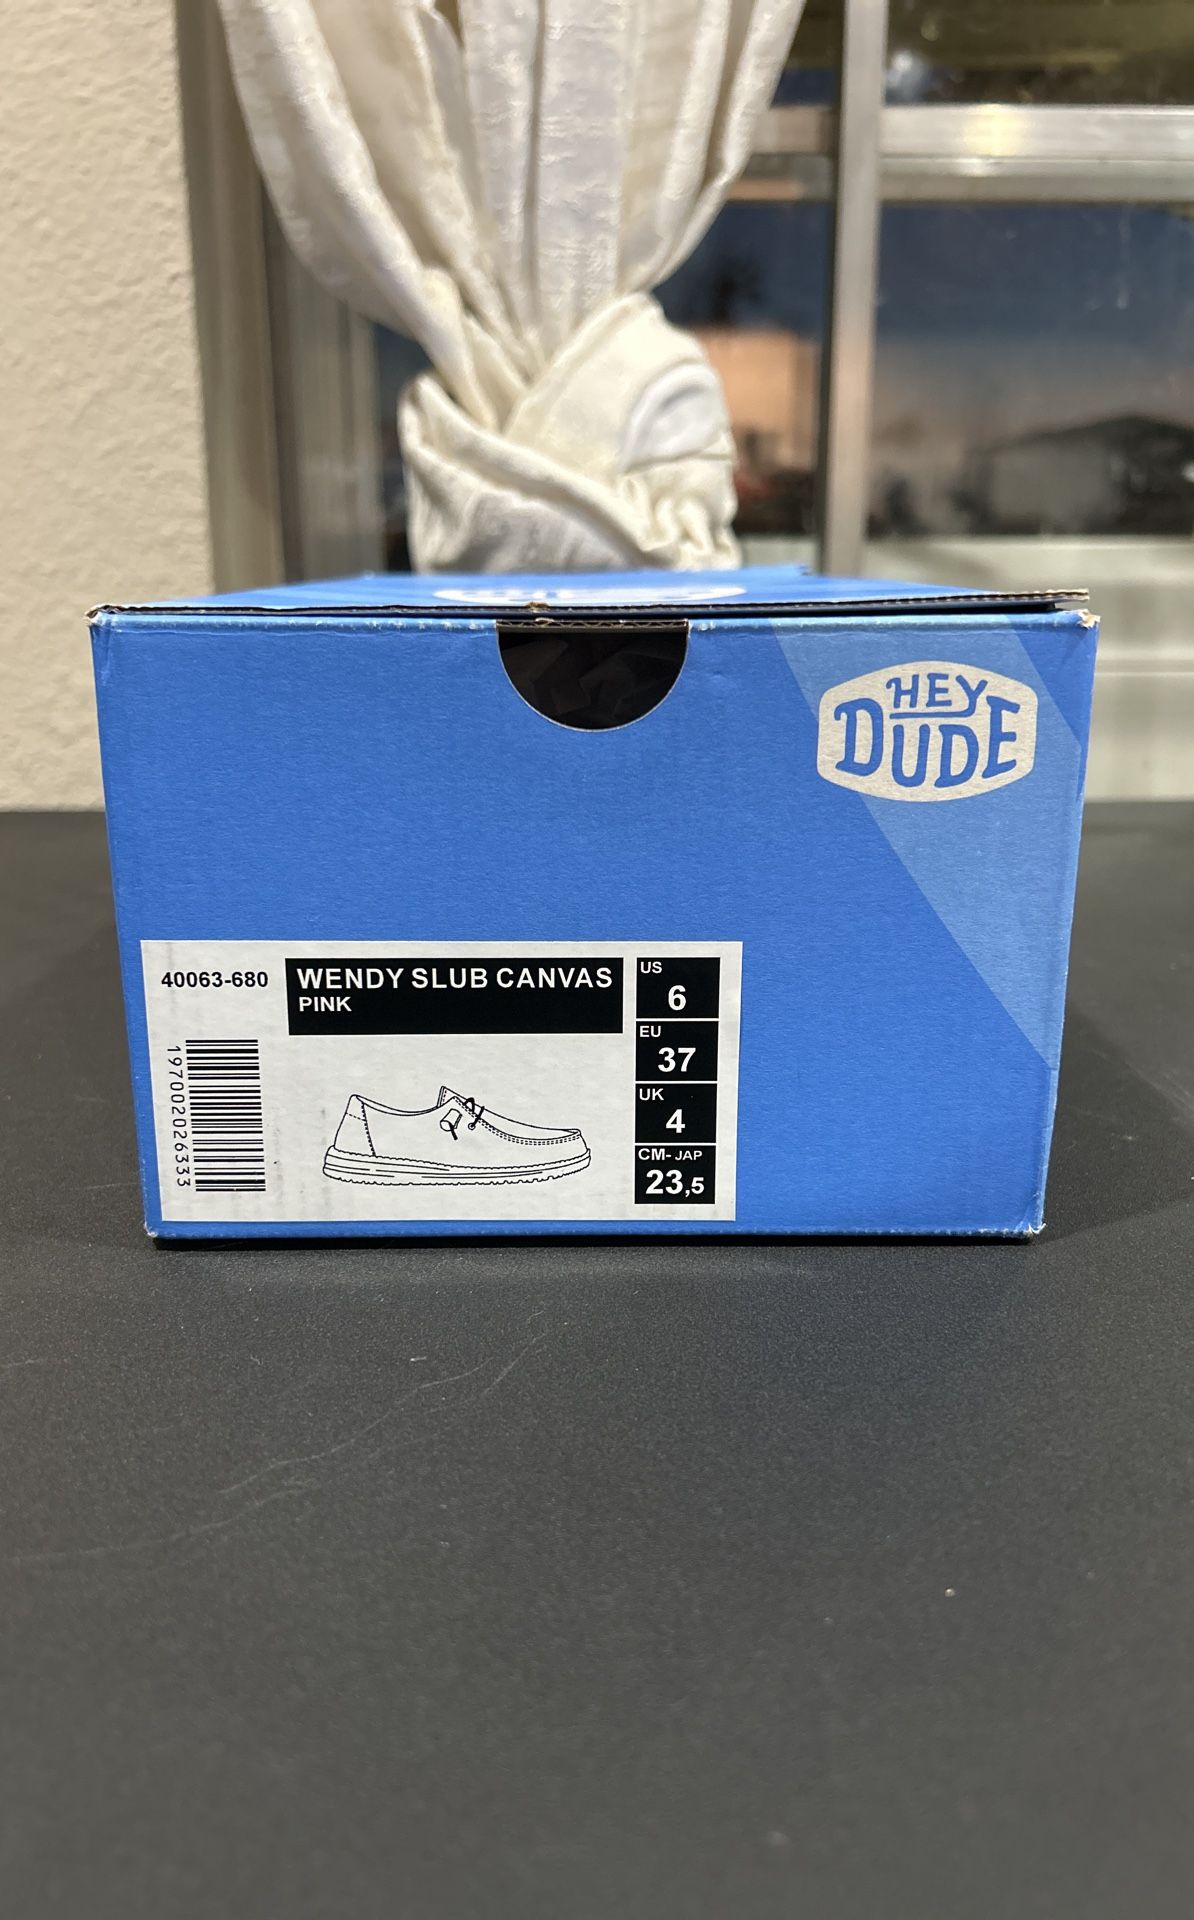 HEY
DUDE
40063-680
WENDY SLUB CANVAS
PINK
US
6
EU
37
UK
4
CM- JAP
23,5
197002026333